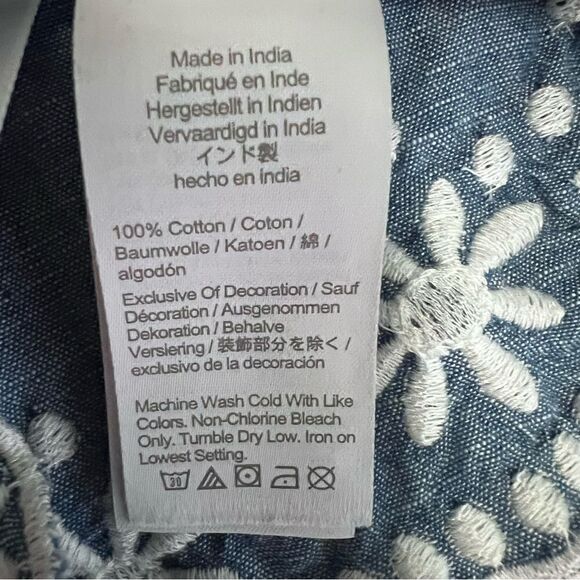 Made in India
Fabriqué en Inde
Hergestellt in Indien
Vervaardigd in India
インド製
hecho en india
100% Cotton / Coton /
Baumwolle / Katoen / 綿 /
algodón
Exclusive Of Decoration / Sauf
Décoration / Ausgenommen
Dekoration / Behalve
Versiering / 装飾部分を除く /
exclusivo de la decoración
Machine Wash Cold With Like
Colors. Non-Chlorine Bleach
Only. Tumble Dry Low. Iron on
Lowest Setting.
30